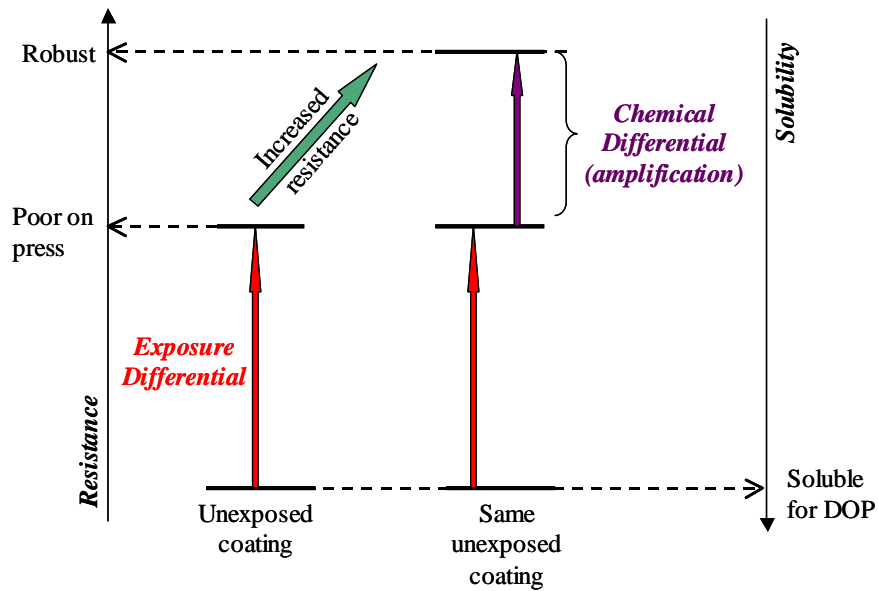 Robust
Solubility
Increased
resistance
Chemical
Differential
(amplification)
Poor on
press
Exposure
Differential
Resistance
Soluble
for DOP
Unexposed
coating
Same
unexposed
coating